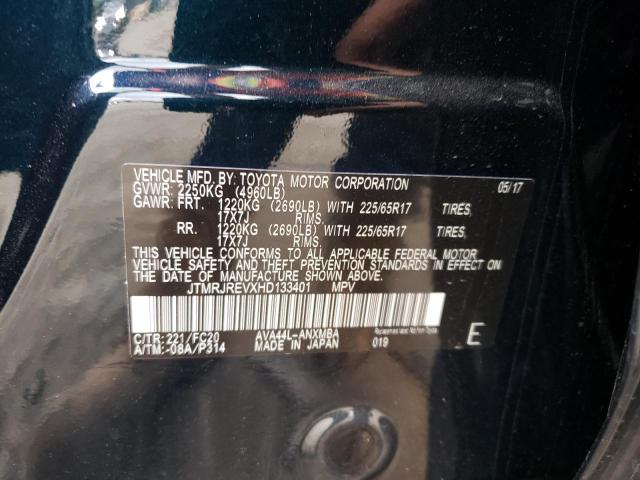 VEHICLE MFD. BY: TOYOTA MOTOR CORPORATION 05/17
GVWR: 2250KG (4960LB)
GAWR: FRT. 1220KG (2690LB) WITH 225/65R17 TIRES,
17X7J RIMS.
RR. 1220KG (2690LB) WITH 225/65R17 TIRES,
17X7J RIMS.
THIS VEHICLE CONFORMS TO ALL APPLICABLE FEDERAL MOTOR
VEHICLE SAFETY AND THEFT PREVENTION STANDARDS IN EFFECT ON
THE DATE OF MANUFACTURE SHOWN ABOVE.
JTMRJREVXHD133401 MPV
C/TR: 221/FC20 AVA44L-ANXMBA
A/TM: -08A/P314 MADE IN JAPAN 019 E